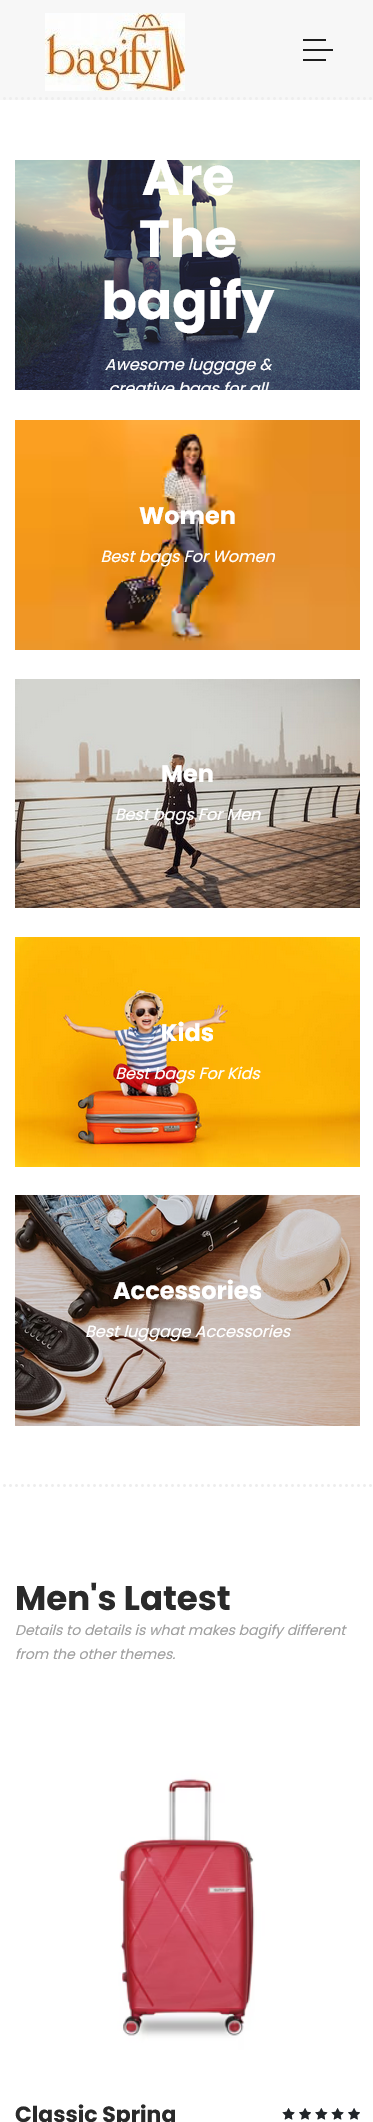 bagify
Are
The
bagify
Awesome luggage &
creative bags for all
Women
Best bags For Women
Men
Best bags For Men
Kids
Best bags For Kids
Accessories
Best luggage Accessories
Men's Latest
Details to details is what makes bagify different
from the other themes.
Classic Spring